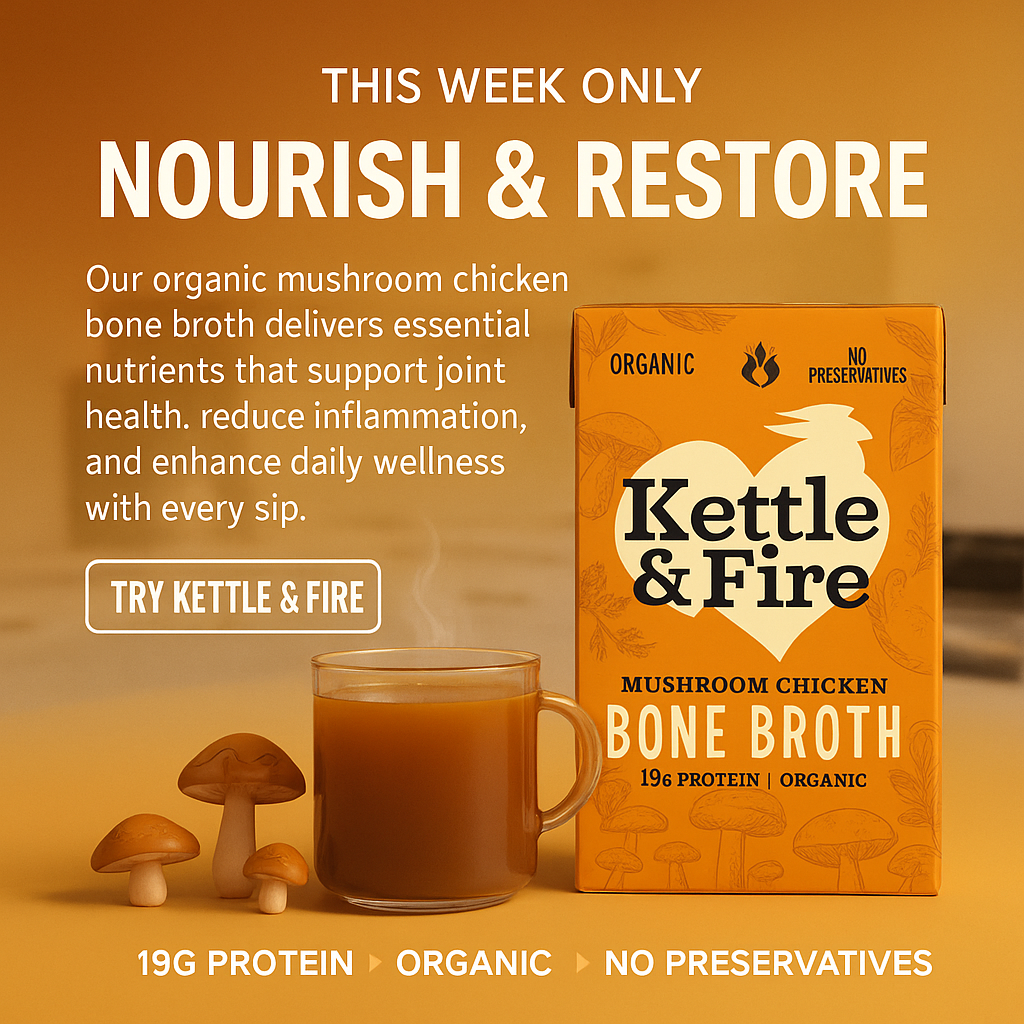 THIS WEEK ONLY
NOURISH & RESTORE
Our organic mushroom chicken
bone broth delivers essential
nutrients that support joint
health. reduce inflammation,
and enhance daily wellness
with every sip.
TRY KETTLE & FIRE
ORGANIC
NO
PRESERVATIVES
Kettle
& Fire
MUSHROOM CHICKEN
BONE BROTH
19G PROTEIN | ORGANIC
19G PROTEIN ORGANIC NO PRESERVATIVES